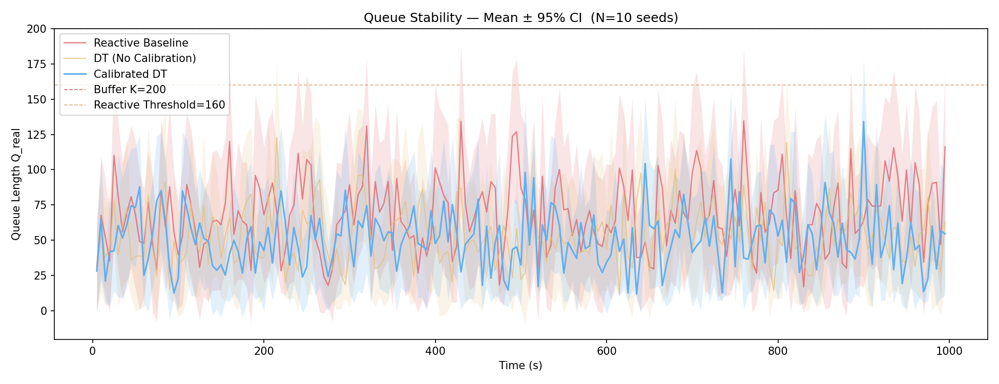 Queue Stability — Mean ± 95% CI  (N=10 seeds)
Queue Length Q_real
200
175
150
125
100
75
50
25
0
Reactive Baseline
DT (No Calibration)
Calibrated DT
Buffer K=200
Reactive Threshold=160
0
200
400
600
800
1000
Time (s)